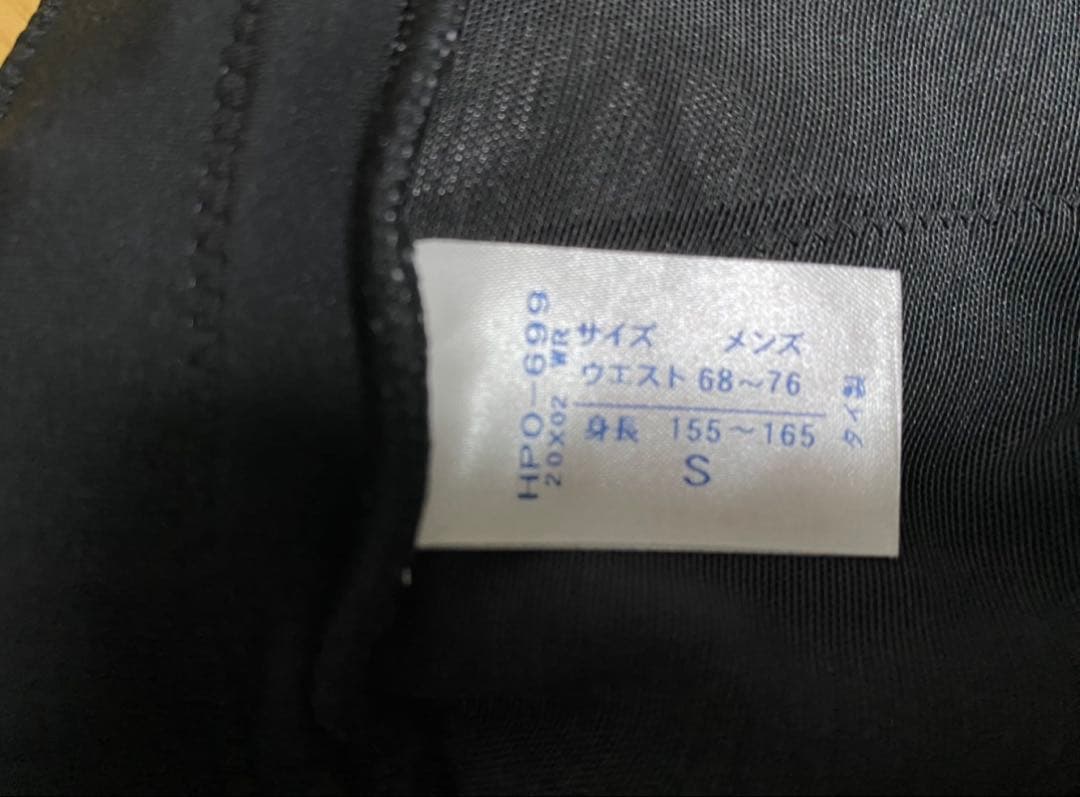 HPO-699
20X02 WR
サイズ メンズ
ウエスト 68～76
身長 155～165
S
タイ製